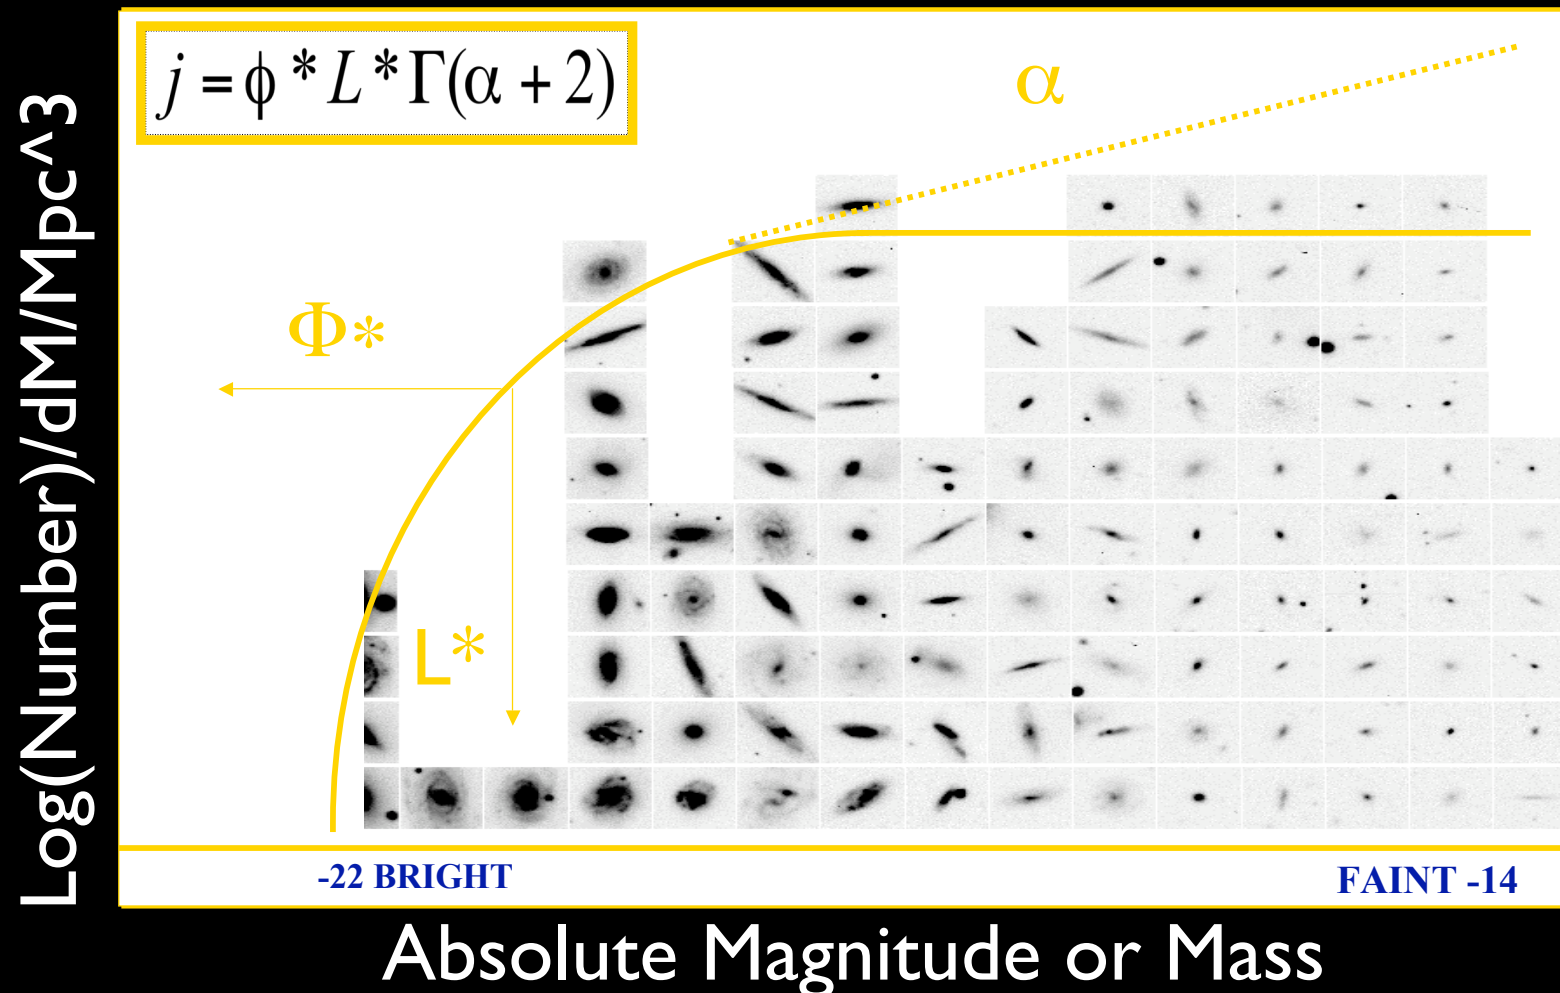 j = ϕ * L * Γ(α + 2)
α
Φ*
L*
-22 BRIGHT
FAINT -14
Log(Number)/dM/Mpc^3
Absolute Magnitude or Mass